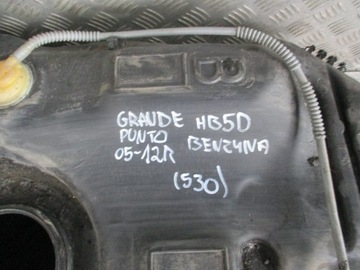 B
GRANDE HB5D
PUNTO BENZYNA
05-12R
(530)